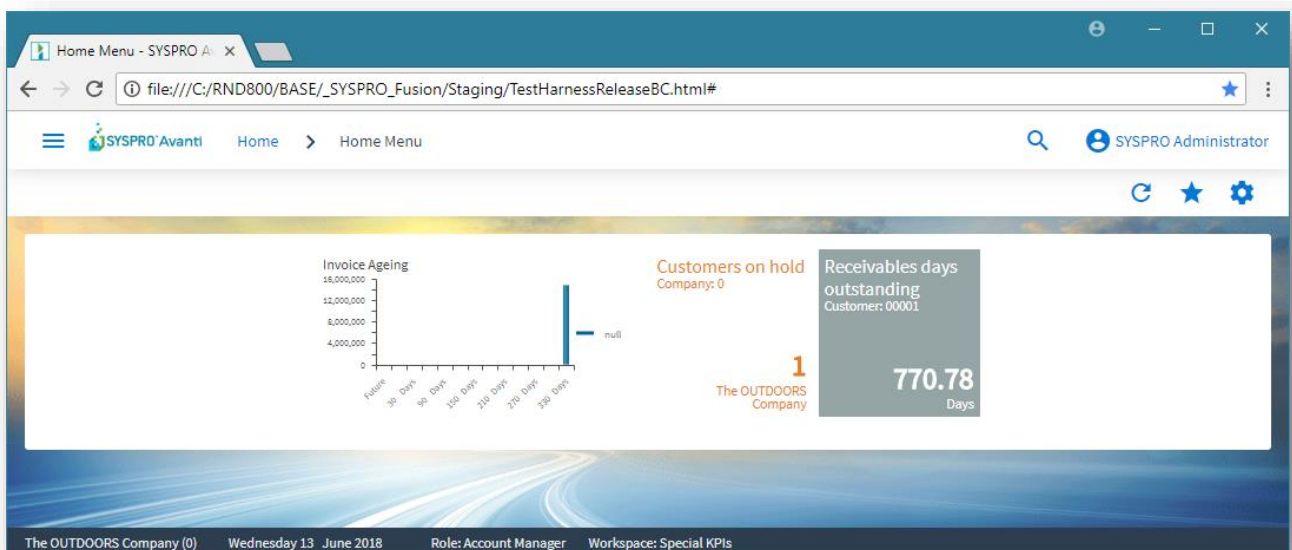 Home Menu - SYSPRO A
file:///C:/RND800/BASE/_SYSPRO_Fusion/Staging/TestHarnessReleaseBC.html#
SYSPRO Avanti Home Home Menu SYSPRO Administrator
Invoice Ageing
16,000,000
12,000,000
8,000,000
4,000,000
0
null
Future
30 Days
90 Days
150 Days
210 Days
270 Days
330 Days
Customers on hold
Company: 0
1
The OUTDOORS
Company
Receivables days
outstanding
Customer: 00001
770.78
Days
The OUTDOORS Company (0) Wednesday 13 June 2018 Role: Account Manager Workspace: Special KPIs